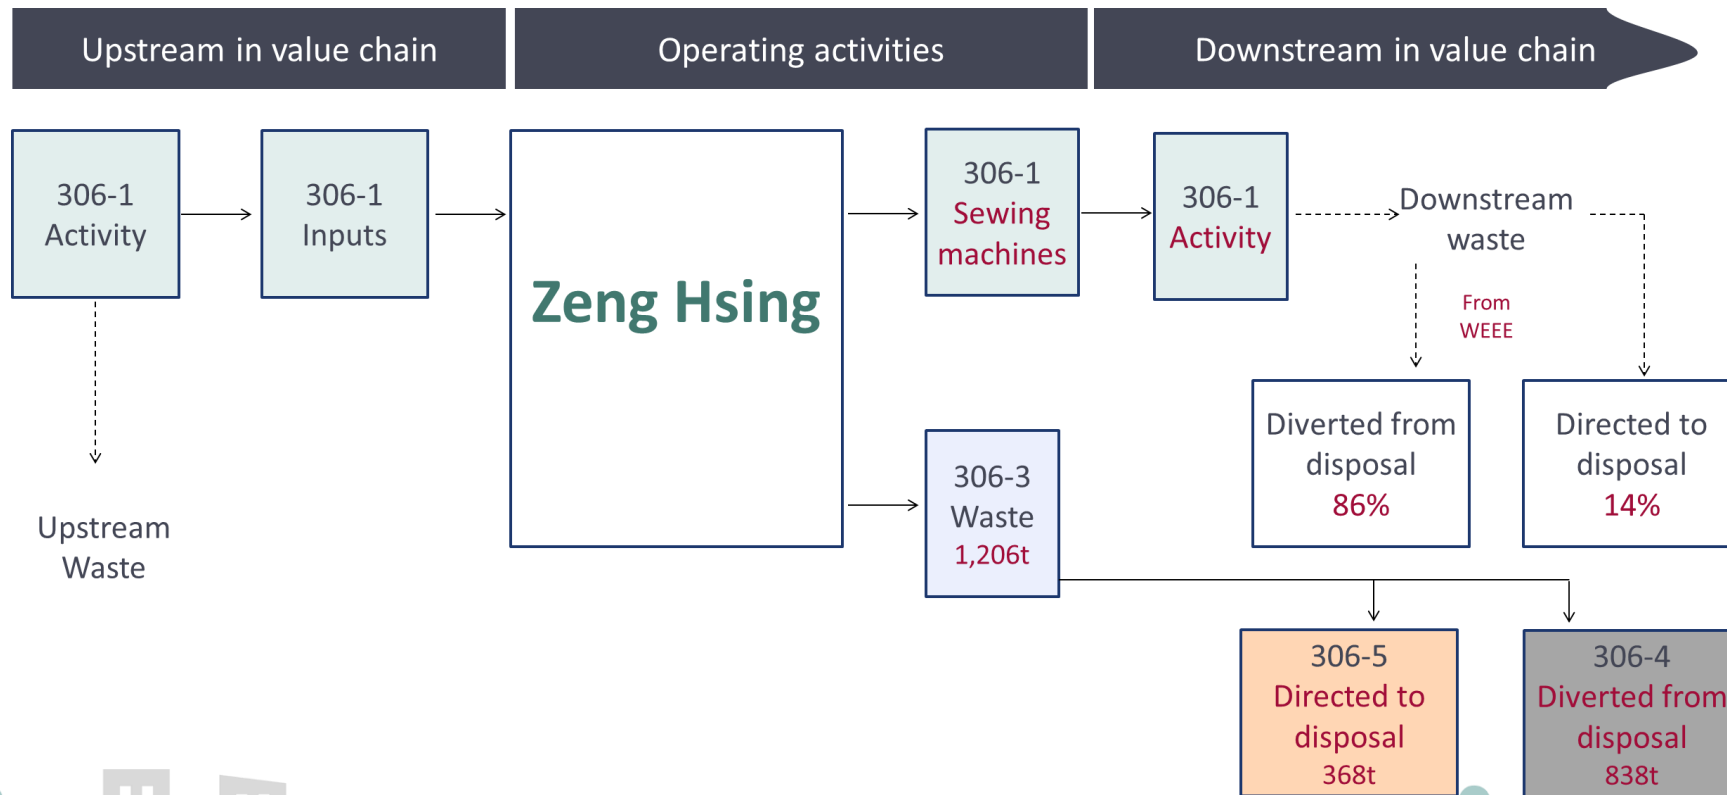 Upstream in value chain
Operating activities
Downstream in value chain
306-1
Activity
306-1
Inputs
Zeng Hsing
306-1
Sewing
machines
306-1
Activity
Downstream
waste
From
WEEE
Diverted from
disposal
86%
Directed to
disposal
14%
Upstream
Waste
306-3
Waste
1,206t
306-5
Directed to
disposal
368t
306-4
Diverted from
disposal
838t